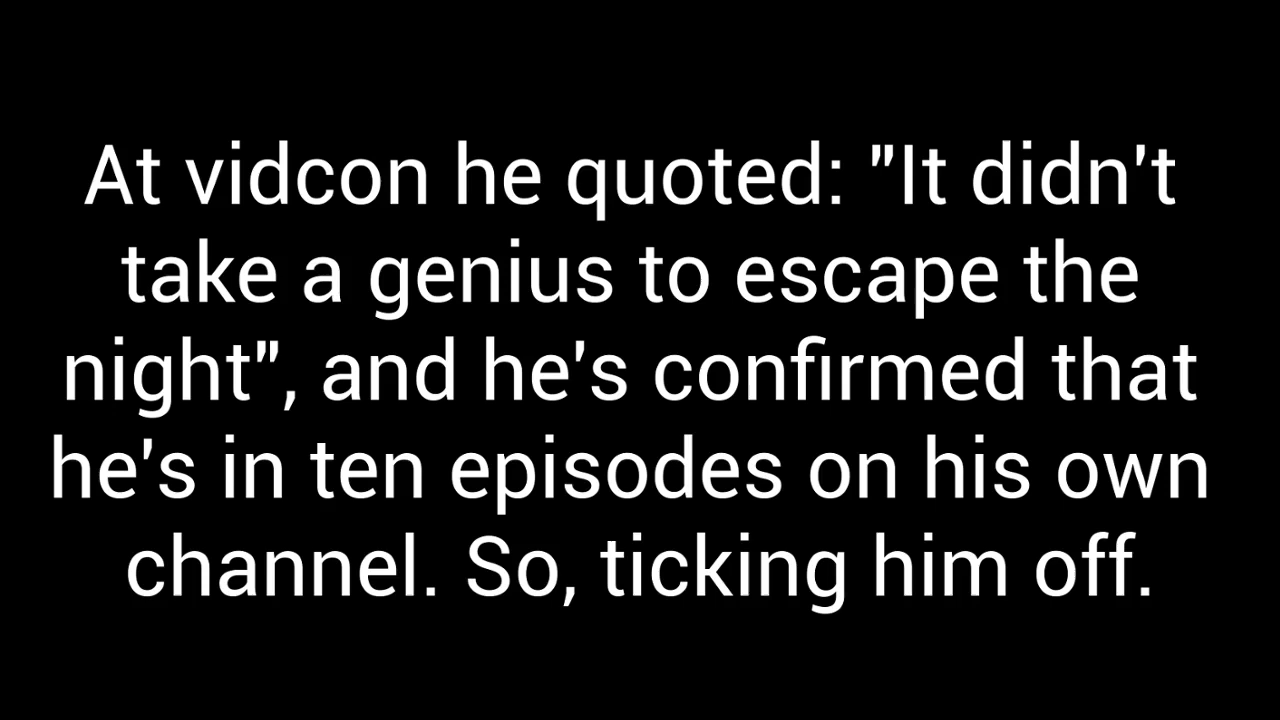 At vidcon he quoted: "It didn't
take a genius to escape the
night", and he's confirmed that
he's in ten episodes on his own
channel. So, ticking him off.